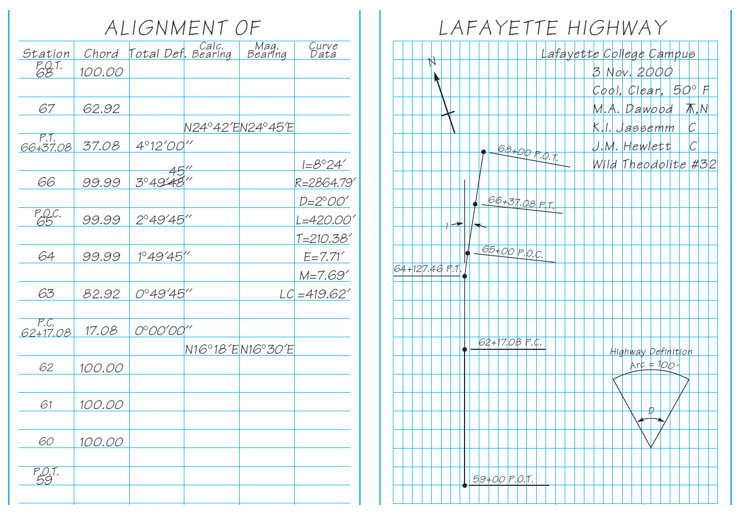 ALIGNMENT OF
Station Chord Total Def. Calc. Bearing Mag. Bearing Curve Data
P.O.T.
68 100.00
67 62.92
N24°42'E N24°45'E
P.T.
66+37.08 37.08 4°12'00"
45" I=8°24'
66 99.99 3°49'48" R=2864.79'
D=2°00'
P.O.C.
65 99.99 2°49'45" L=420.00'
T=210.38'
64 99.99 1°49'45" E=7.71'
M=7.69'
63 82.92 0°49'45" LC=419.62'
P.C.
62+17.08 17.08 0°00'00"
N16°18'E N16°30'E
62 100.00
61 100.00
60 100.00
P.O.T.
59
LAFAYETTE HIGHWAY
Lafayette College Campus
3 Nov. 2000
Cool, Clear, 50° F
M.A. Dawood ,N
K.I. Jassemm C
J.M. Hewlett C
Wild Theodolite #32
N
68+00 P.O.T.
66+37.08 P.T.
I
65+00 P.O.C.
64+127.46 P.T.
62+17.08 P.C.
Highway Definition
Arc = 100-
D
59+00 P.O.T.